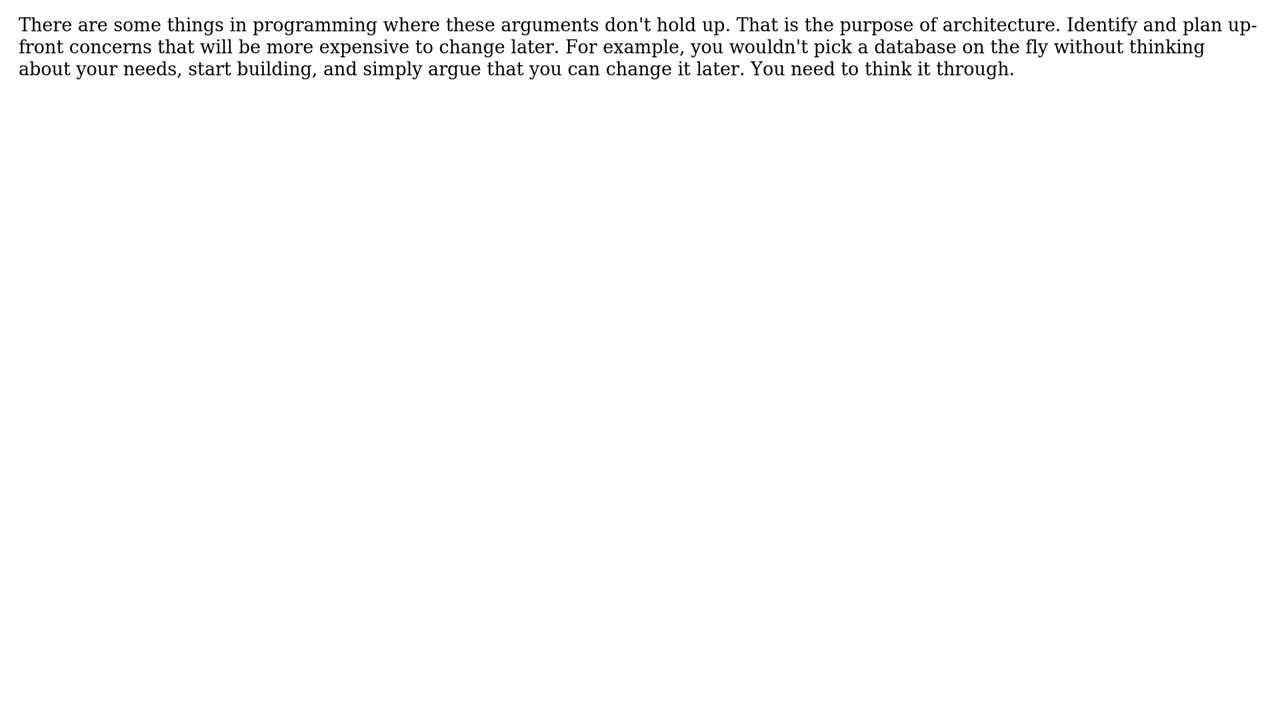 There are some things in programming where these arguments don't hold up. That is the purpose of architecture. Identify and plan up-
front concerns that will be more expensive to change later. For example, you wouldn't pick a database on the fly without thinking
about your needs, start building, and simply argue that you can change it later. You need to think it through.